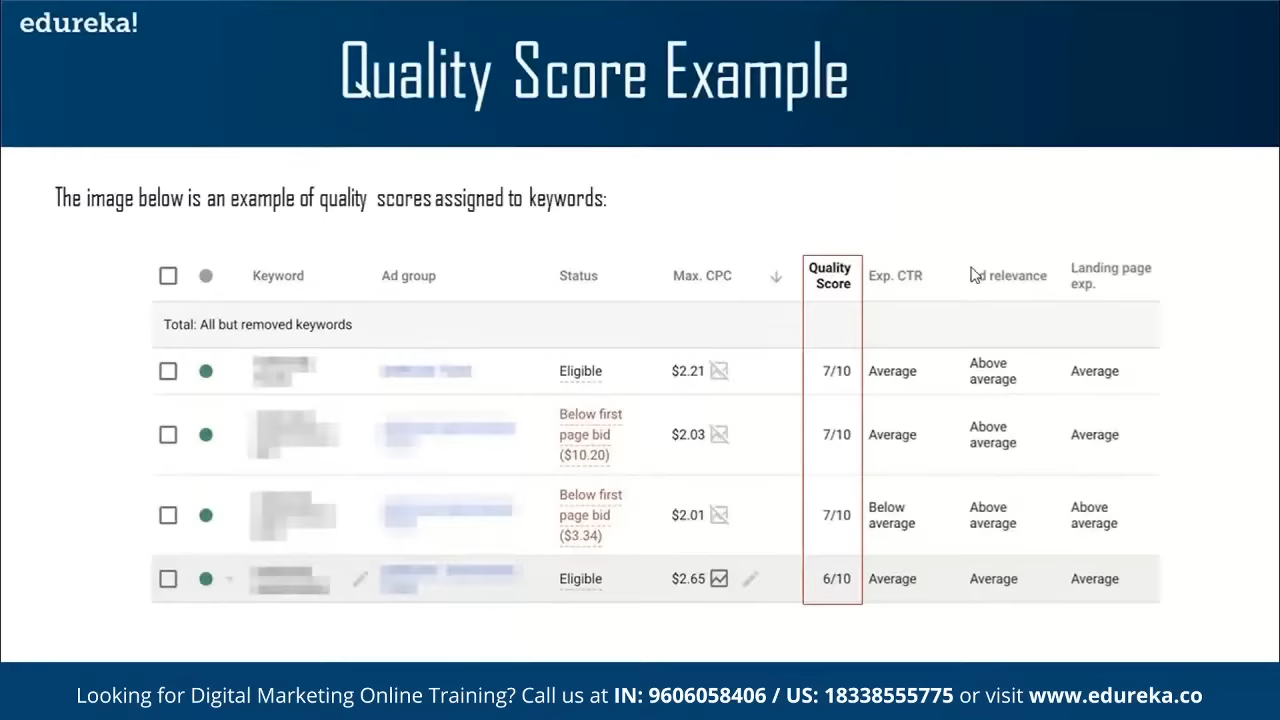 edureka!
Quality Score Example
The image below is an example of quality scores assigned to keywords:
Keyword Ad group Status Max. CPC Quality Score Exp. CTR relevance Landing page exp.
Total: All but removed keywords
Eligible $2.21 7/10 Average Above average Average
Below first page bid ($10.20) $2.03 7/10 Average Above average Average
Below first page bid ($3.34) $2.01 7/10 Below average Above average Above average
Eligible $2.65 6/10 Average Average Average
Looking for Digital Marketing Online Training? Call us at IN: 9606058406 / US: 18338555775 or visit www.edureka.co